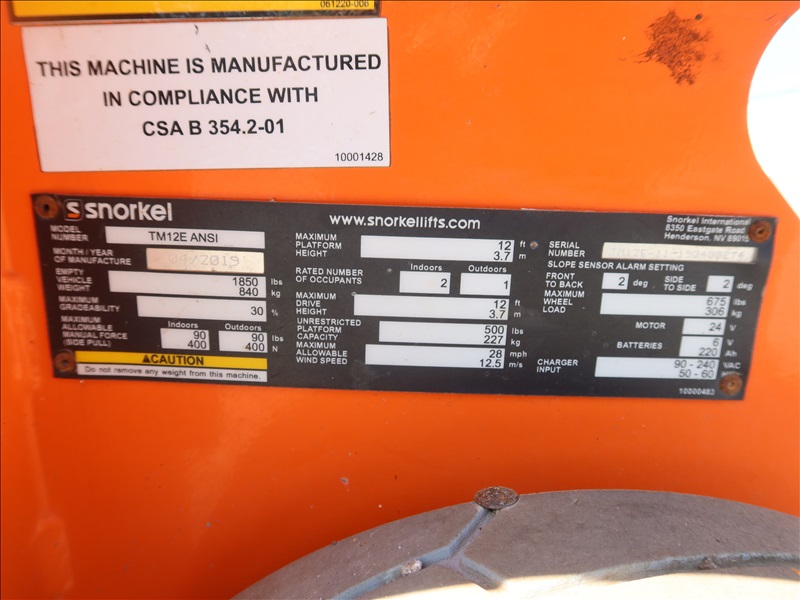 061220-006
THIS MACHINE IS MANUFACTURED
IN COMPLIANCE WITH
CSA B 354.2-01
10001428
snorkel
www.snorkellifts.com
Snorkel International
8350 Eastgate Road
Henderson, NV 89015
MODEL NUMBER TM12E ANSI
MONTH / YEAR OF MANUFACTURE 04/2019
EMPTY VEHICLE WEIGHT 1850 lbs
840 kg
MAXIMUM GRADEABILITY 30 %
MAXIMUM ALLOWABLE MANUAL FORCE (SIDE PULL)
Indoors Outdoors
90 90 lbs
400 400 N
CAUTION
Do not remove any weight from this machine.
MAXIMUM PLATFORM HEIGHT 12 ft
3.7 m
RATED NUMBER OF OCCUPANTS
Indoors Outdoors
2 1
MAXIMUM DRIVE HEIGHT 12 ft
3.7 m
UNRESTRICTED PLATFORM CAPACITY 500 lbs
227 kg
MAXIMUM ALLOWABLE WIND SPEED 28 mph
12.5 m/s
SERIAL NUMBER
SLOPE SENSOR ALARM SETTING
FRONT TO BACK 2 deg SIDE TO SIDE 2 deg
MAXIMUM WHEEL LOAD 675 lbs
306 kg
MOTOR 24 V
BATTERIES 6 V
220 Ah
CHARGER INPUT 90 - 240 VAC
50 - 60
10000483